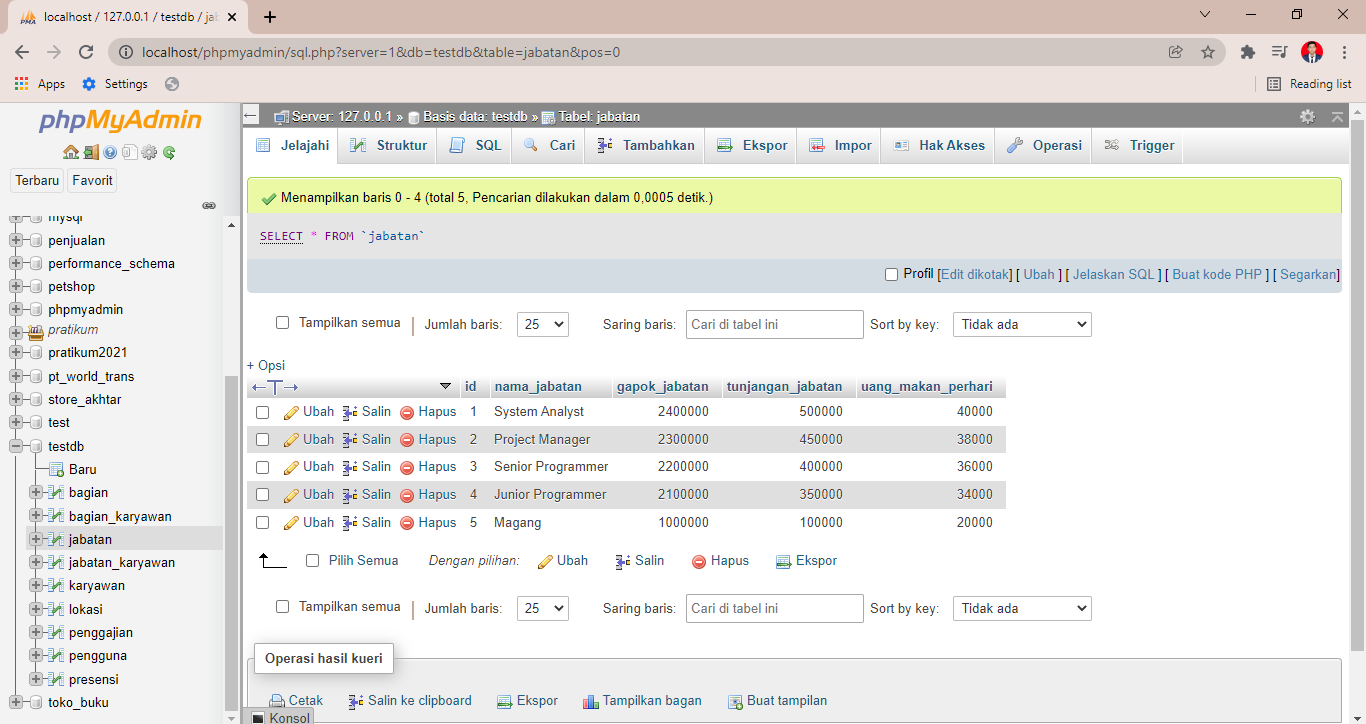 localhost / 127.0.0.1 / testdb / jab
localhost/phpmyadmin/sql.php?server=1&db=testdb&table=jabatan&pos=0
Apps Settings Reading list
phpMyAdmin
Terbaru Favorit
mysql
penjualan
performance_schema
petshop
phpmyadmin
pratikum
pratikum2021
pt_world_trans
store_akhtar
test
testdb
Baru
bagian
bagian_karyawan
jabatan
jabatan_karyawan
karyawan
lokasi
penggajian
pengguna
presensi
toko_buku
Server: 127.0.0.1 » Basis data: testdb » Tabel: jabatan
Jelajahi Struktur SQL Cari Tambahkan Ekspor Impor Hak Akses Operasi Trigger
Menampilkan baris 0 - 4 (total 5, Pencarian dilakukan dalam 0,0005 detik.)
SELECT * FROM `jabatan`
Profil [Edit dikotak] [ Ubah ] [ Jelaskan SQL ] [ Buat kode PHP ] [ Segarkan]
Tampilkan semua | Jumlah baris: 25 Saring baris: Cari di tabel ini Sort by key: Tidak ada
+ Opsi
←T→ id nama_jabatan gapok_jabatan tunjangan_jabatan uang_makan_perhari
Ubah Salin Hapus 1 System Analyst 2400000 500000 40000
Ubah Salin Hapus 2 Project Manager 2300000 450000 38000
Ubah Salin Hapus 3 Senior Programmer 2200000 400000 36000
Ubah Salin Hapus 4 Junior Programmer 2100000 350000 34000
Ubah Salin Hapus 5 Magang 1000000 100000 20000
Pilih Semua Dengan pilihan: Ubah Salin Hapus Ekspor
Tampilkan semua | Jumlah baris: 25 Saring baris: Cari di tabel ini Sort by key: Tidak ada
Operasi hasil kueri
Cetak Salin ke clipboard Ekspor Tampilkan bagan Buat tampilan
Konsol